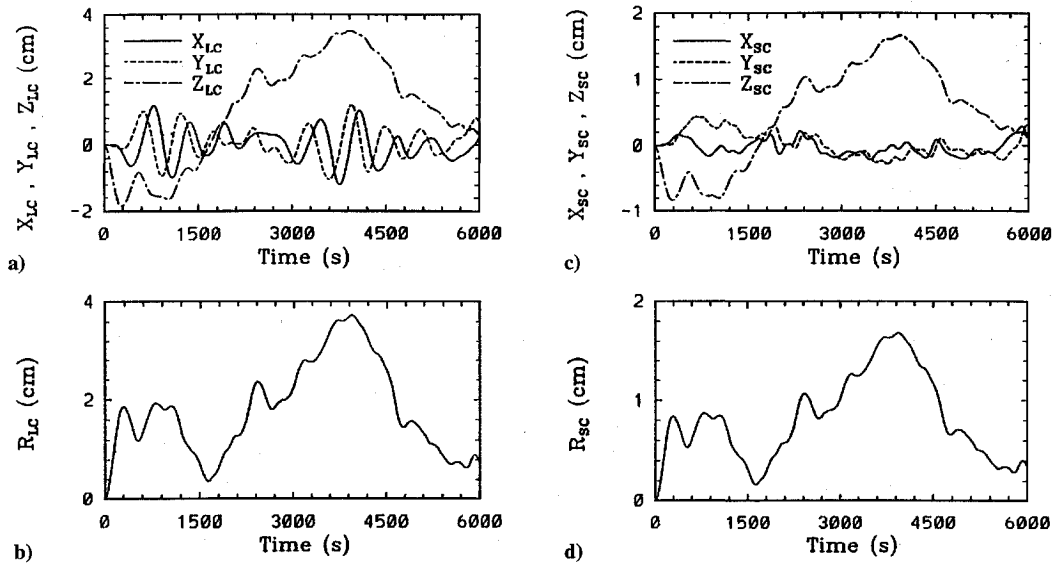 X_LC , Y_LC , Z_LC (cm)
4
2
0
-2
X_LC
Y_LC
Z_LC
0 1500 3000 4500 6000
Time (s)
a)
R_LC (cm)
4
2
0
0 1500 3000 4500 6000
Time (s)
b)
X_SC , Y_SC , Z_SC (cm)
2
1
0
-1
X_SC
Y_SC
Z_SC
0 1500 3000 4500 6000
Time (s)
c)
R_SC (cm)
2
1
0
0 1500 3000 4500 6000
Time (s)
d)